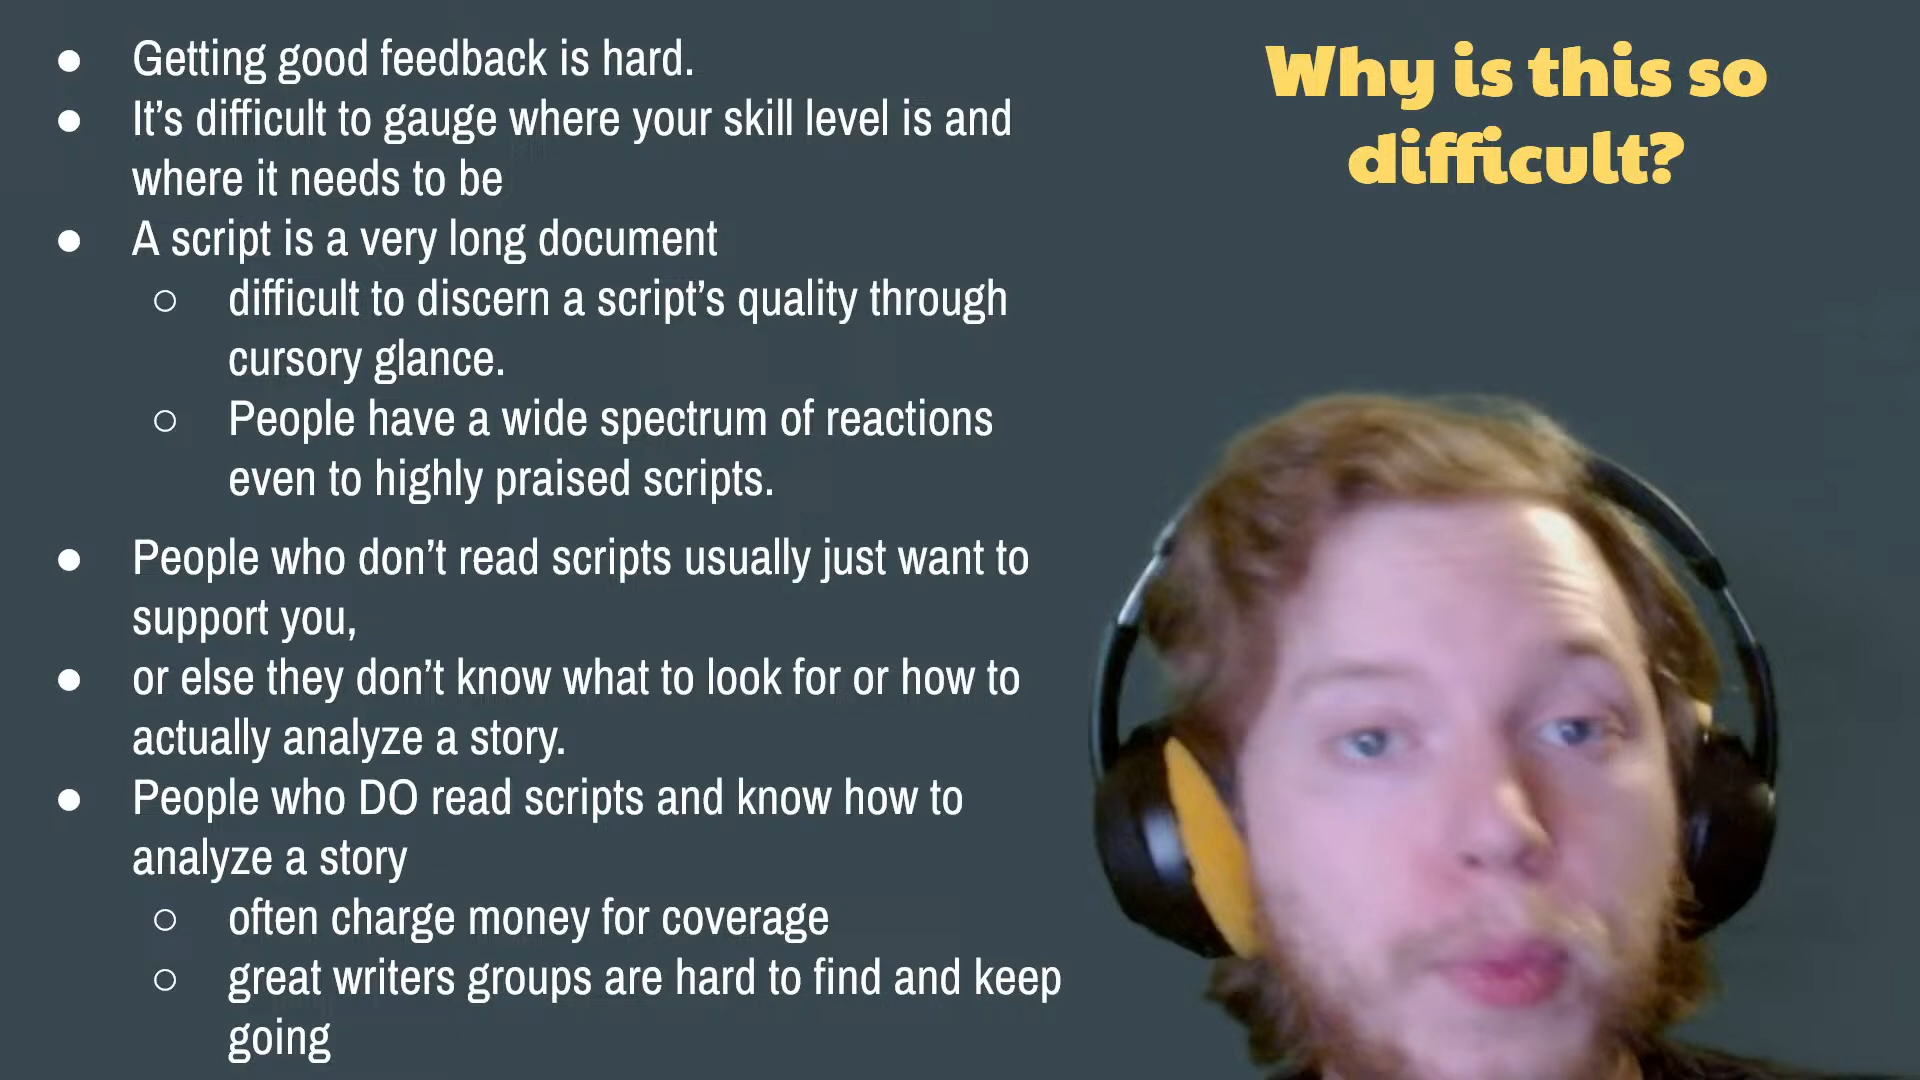 Why is this so
difficult?
● Getting good feedback is hard.
● It’s difficult to gauge where your skill level is and
where it needs to be
● A script is a very long document
○ difficult to discern a script’s quality through
cursory glance.
○ People have a wide spectrum of reactions
even to highly praised scripts.
● People who don’t read scripts usually just want to
support you,
● or else they don’t know what to look for or how to
actually analyze a story.
● People who DO read scripts and know how to
analyze a story
○ often charge money for coverage
○ great writers groups are hard to find and keep
going